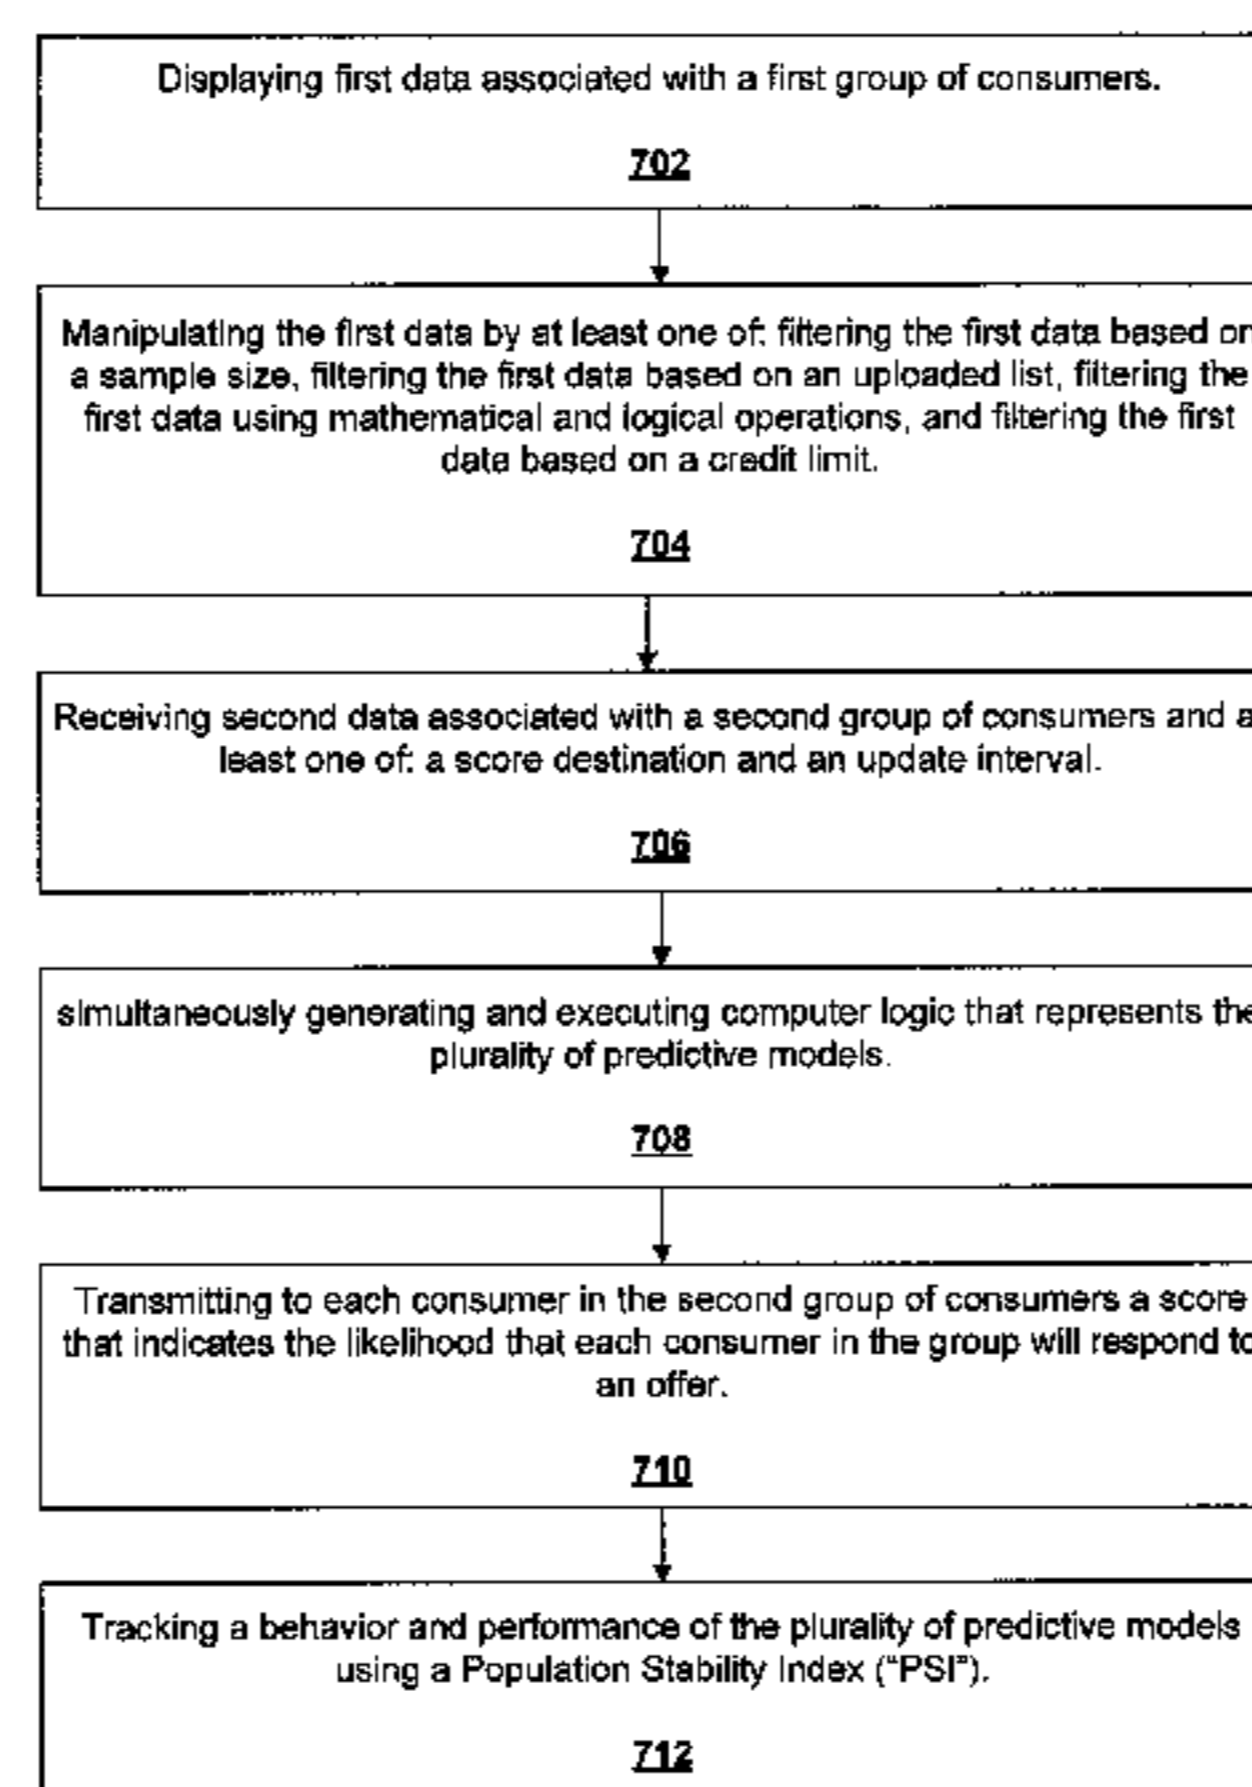 Displaying first data associated with a first group of consumers.
702
Manipulating the first data by at least one of: filtering the first data based on
a sample size, filtering the first data based on an uploaded list, filtering the
first data using mathematical and logical operations, and filtering the first
data based on a credit limit.
704
Receiving second data associated with a second group of consumers and a
least one of: a score destination and an update interval.
706
simultaneously generating and executing computer logic that represents the
plurality of predictive models.
708
Transmitting to each consumer in the second group of consumers a score
that indicates the likelihood that each consumer in the group will respond to
an offer.
710
Tracking a behavior and performance of the plurality of predictive models
using a Population Stability Index (“PSI”).
712